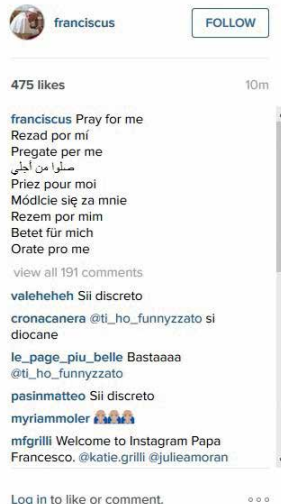 franciscus
FOLLOW
475 likes
10m
franciscus Pray for me
Rezad por mí
Pregate per me
صلوا من أجلي
Priez pour moi
Módlcie się za mnie
Rezem por mim
Betet für mich
Orate pro me
view all 191 comments
valeheheh Sii discreto
cronacanera @ti_ho_funnyzzato si
diocane
le_page_piu_belle Bastaaaa
@ti_ho_funnyzzato
pasinmatteo Sii discreto
myriammoler
mfgrilli Welcome to Instagram Papa
Francesco. @katie.grilli @julieamoran
Log in to like or comment.